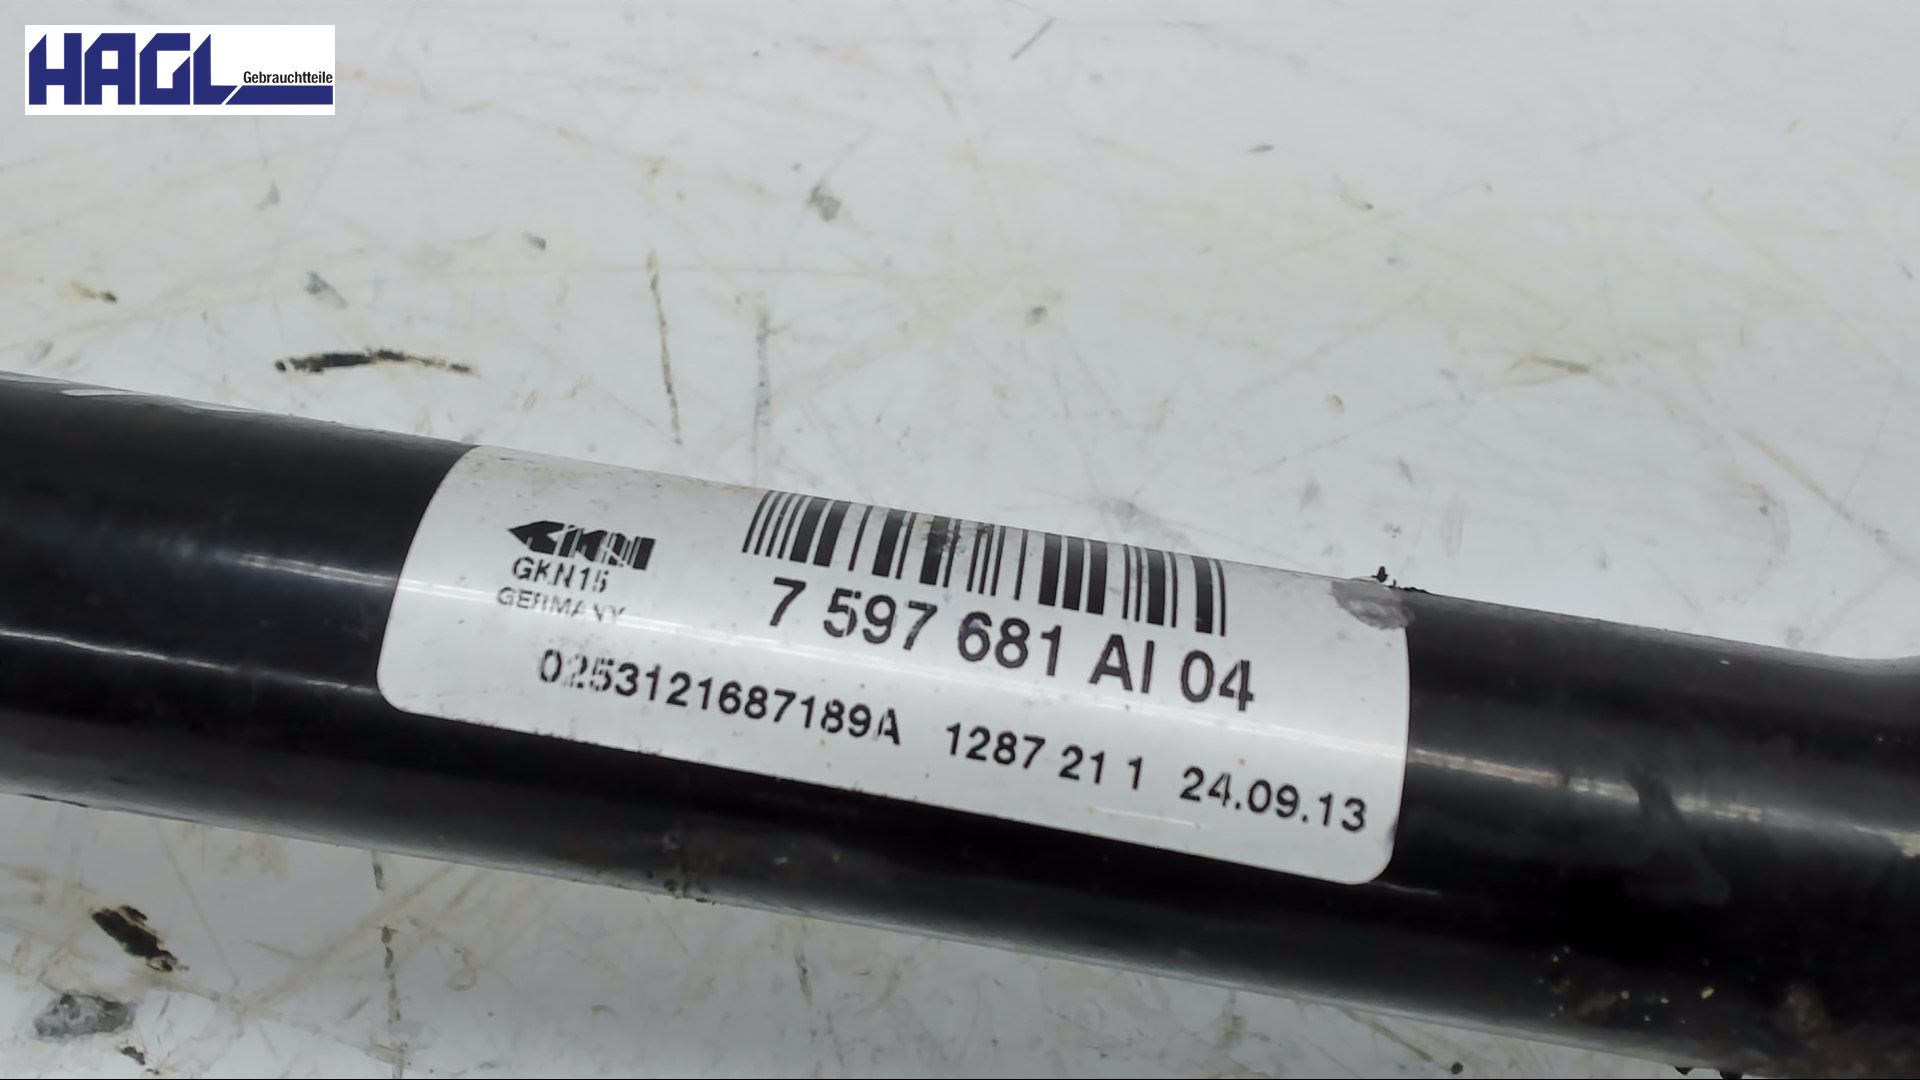 HAGL
Gebrauchtteile
GKN
GKN15
GERMANY
7 597 681 AI 04
0253121687189A 1287 21 1 24.09.13